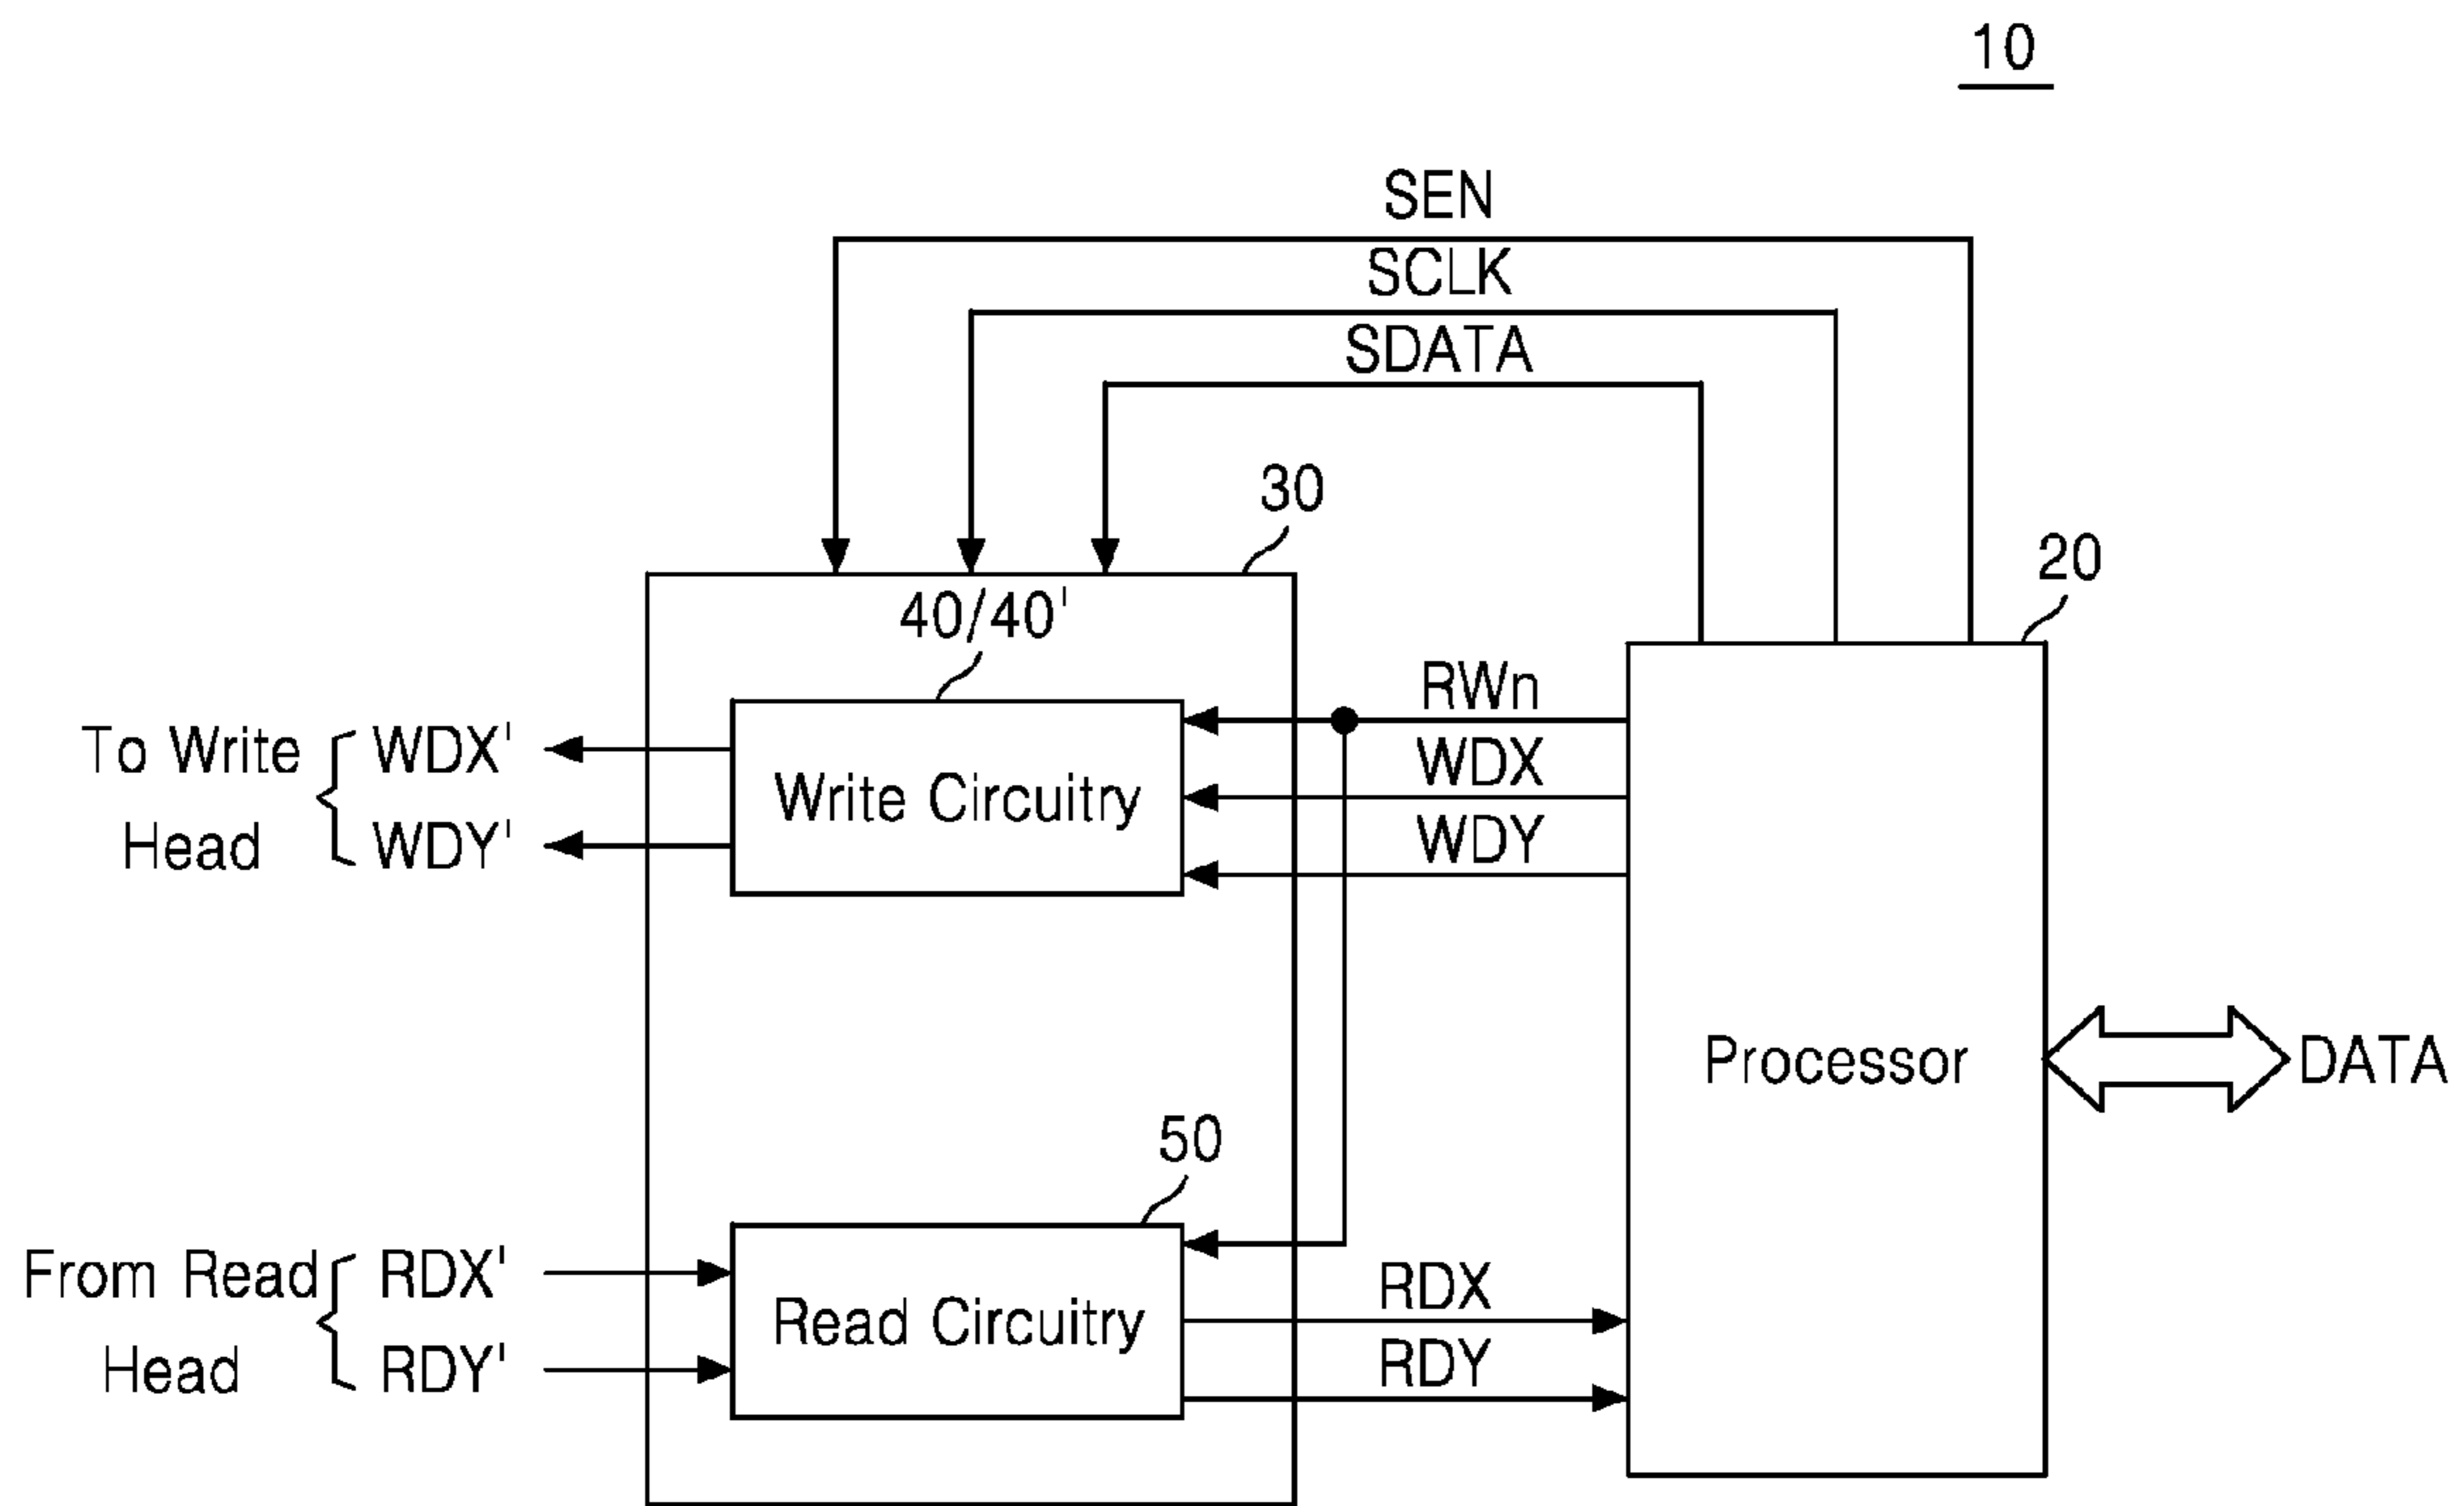 10
SEN
SCLK
SDATA
30
20
40/40'
RWn
WDX
WDY
To Write
Head
WDX'
WDY'
Write Circuitry
Processor
DATA
50
From Read
Head
RDX'
RDY'
Read Circuitry
RDX
RDY